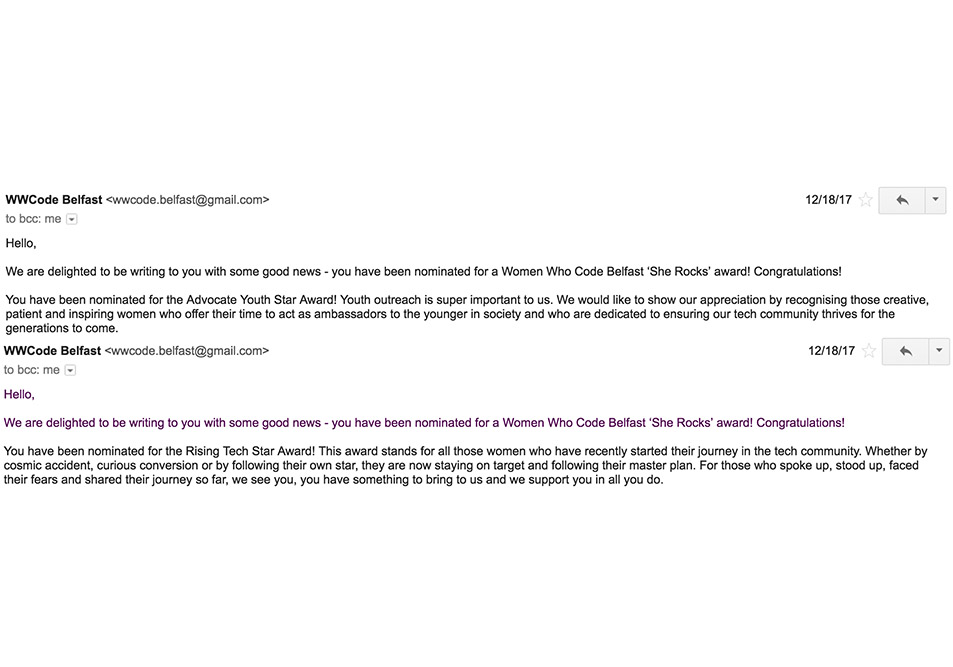 WWCode Belfast <wwcode.belfast@gmail.com> 12/18/17
to bcc: me
Hello,
We are delighted to be writing to you with some good news - you have been nominated for a Women Who Code Belfast ‘She Rocks’ award! Congratulations!
You have been nominated for the Advocate Youth Star Award! Youth outreach is super important to us. We would like to show our appreciation by recognising those creative,
patient and inspiring women who offer their time to act as ambassadors to the younger in society and who are dedicated to ensuring our tech community thrives for the
generations to come.
WWCode Belfast <wwcode.belfast@gmail.com> 12/18/17
to bcc: me
Hello,
We are delighted to be writing to you with some good news - you have been nominated for a Women Who Code Belfast ‘She Rocks’ award! Congratulations!
You have been nominated for the Rising Tech Star Award! This award stands for all those women who have recently started their journey in the tech community. Whether by
cosmic accident, curious conversion or by following their own star, they are now staying on target and following their master plan. For those who spoke up, stood up, faced
their fears and shared their journey so far, we see you, you have something to bring to us and we support you in all you do.